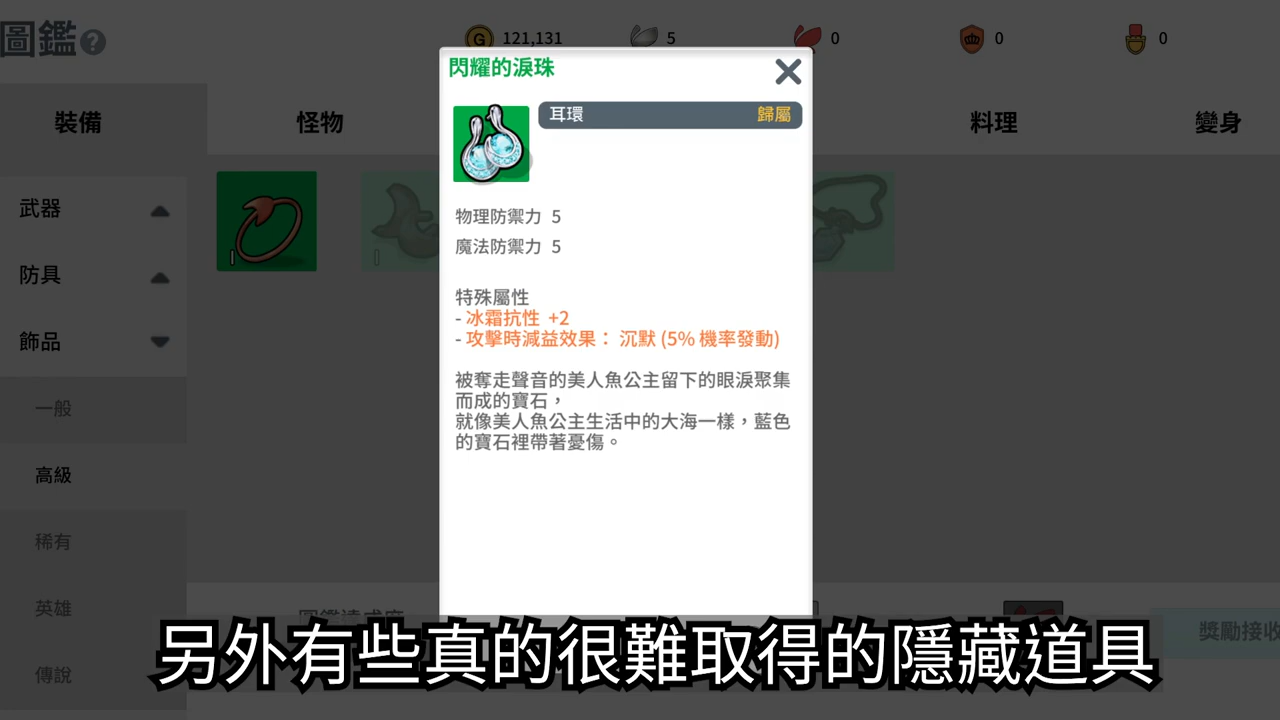 圖鑑?
G 121,131
5
0
0
0
裝備
怪物
料理
變身
武器
防具
飾品
一般
高級
稀有
英雄
傳說
I
I
閃耀的淚珠
耳環 歸屬
物理防禦力 5
魔法防禦力 5
特殊屬性
- 冰霜抗性 +2
- 攻擊時減益效果： 沉默 (5% 機率發動)
被奪走聲音的美人魚公主留下的眼淚聚集
而成的寶石，
就像美人魚公主生活中的大海一樣，藍色
的寶石裡帶著憂傷。
獎勵接收
另外有些真的很難取得的隱藏道具